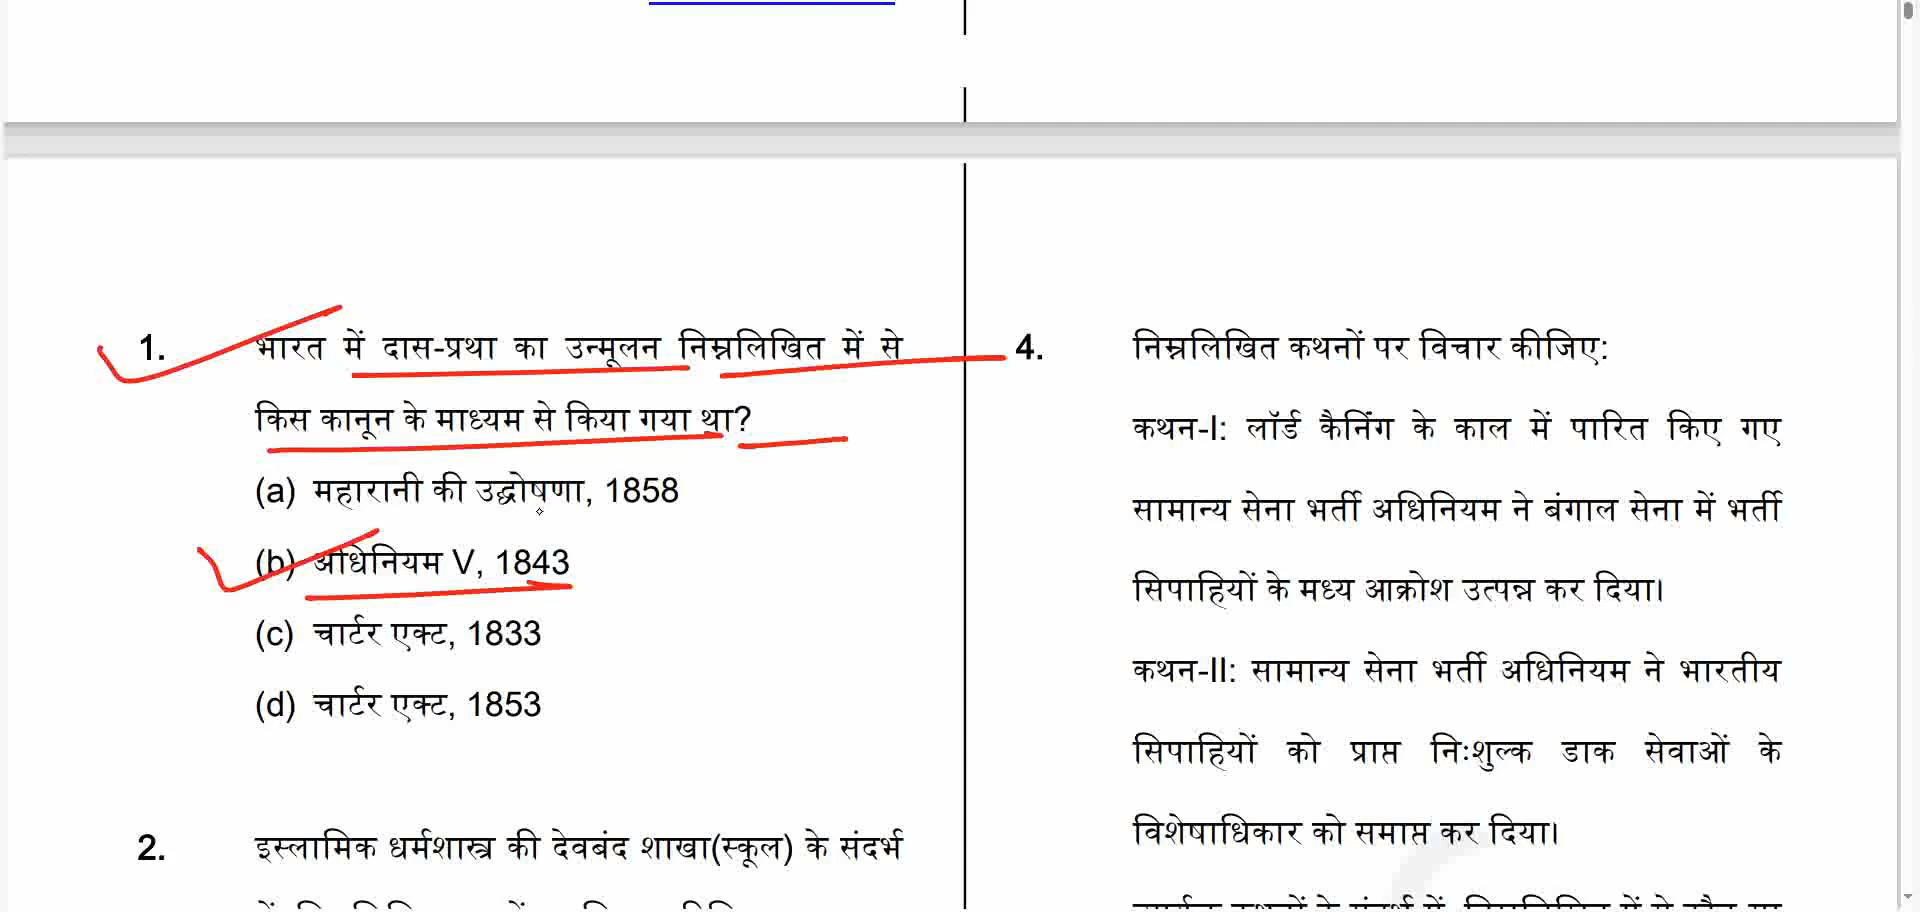 1. भारत में दास-प्रथा का उन्मूलन निम्नलिखित में से
किस कानून के माध्यम से किया गया था?
(a) महारानी की उद्घोषणा, 1858
(b) अधिनियम V, 1843
(c) चार्टर एक्ट, 1833
(d) चार्टर एक्ट, 1853
2. इस्लामिक धर्मशास्त्र की देवबंद शाखा(स्कूल) के संदर्भ
4. निम्नलिखित कथनों पर विचार कीजिए:
कथन-I: लॉर्ड कैनिंग के काल में पारित किए गए
सामान्य सेना भर्ती अधिनियम ने बंगाल सेना में भर्ती
सिपाहियों के मध्य आक्रोश उत्पन्न कर दिया।
कथन-II: सामान्य सेना भर्ती अधिनियम ने भारतीय
सिपाहियों को प्राप्त निःशुल्क डाक सेवाओं के
विशेषाधिकार को समाप्त कर दिया।